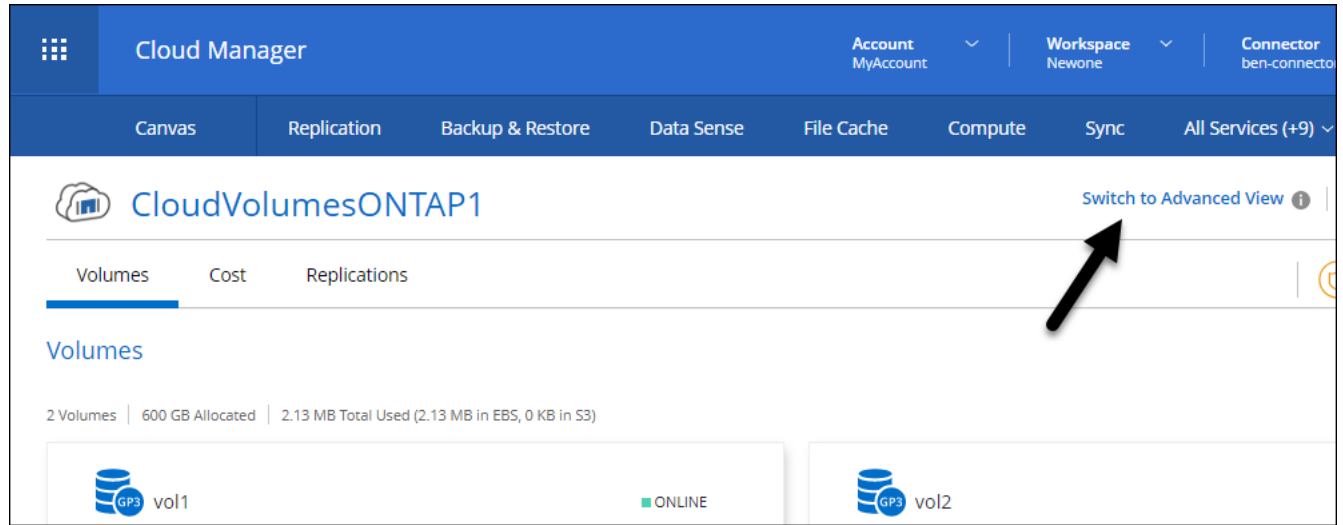 Cloud Manager
Account
MyAccount
Workspace
Newone
Connector
ben-connecto
Canvas Replication Backup & Restore Data Sense File Cache Compute Sync All Services (+9)
CloudVolumesONTAP1
Switch to Advanced View
Volumes Cost Replications
Volumes
2 Volumes 600 GB Allocated 2.13 MB Total Used (2.13 MB in EBS, 0 KB in S3)
GP3 vol1 ONLINE
GP3 vol2